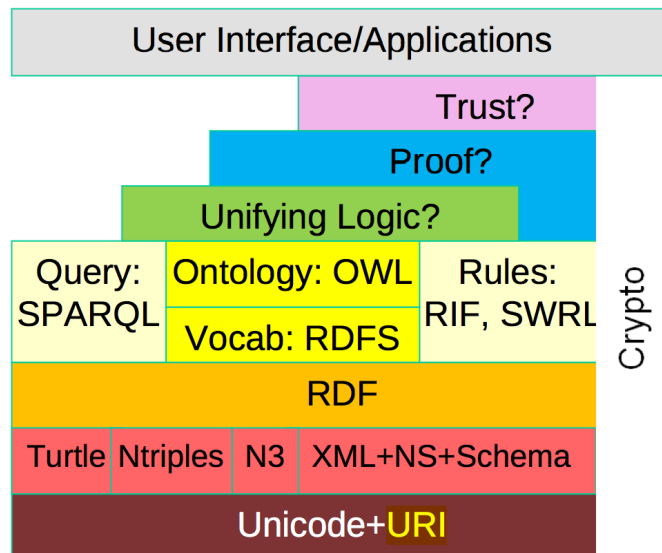 User Interface/Applications
Trust?
Proof?
Unifying Logic?
Query:
SPARQL
Ontology: OWL
Vocab: RDFS
Rules:
RIF, SWRL
Crypto
RDF
Turtle
Ntriples
N3
XML+NS+Schema
Unicode+URI